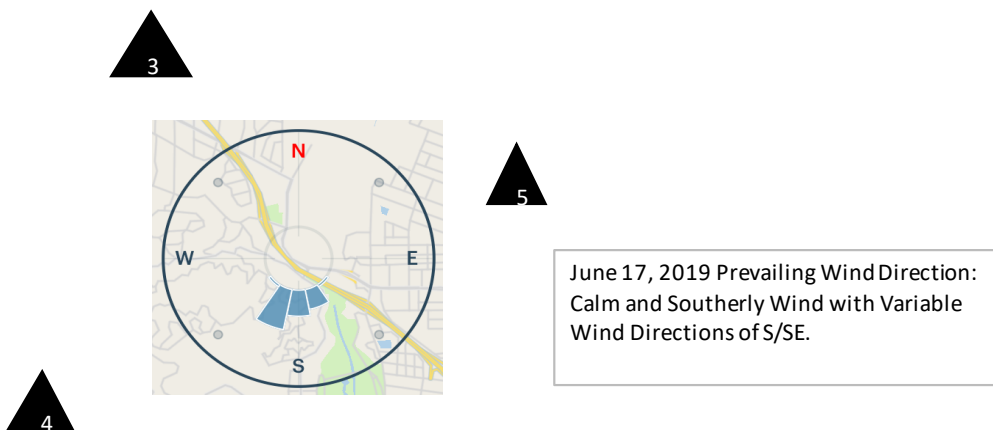 3
N
5
W
E
June 17, 2019 Prevailing Wind Direction:
Calm and Southerly Wind with Variable
Wind Directions of S/SE.
S
4